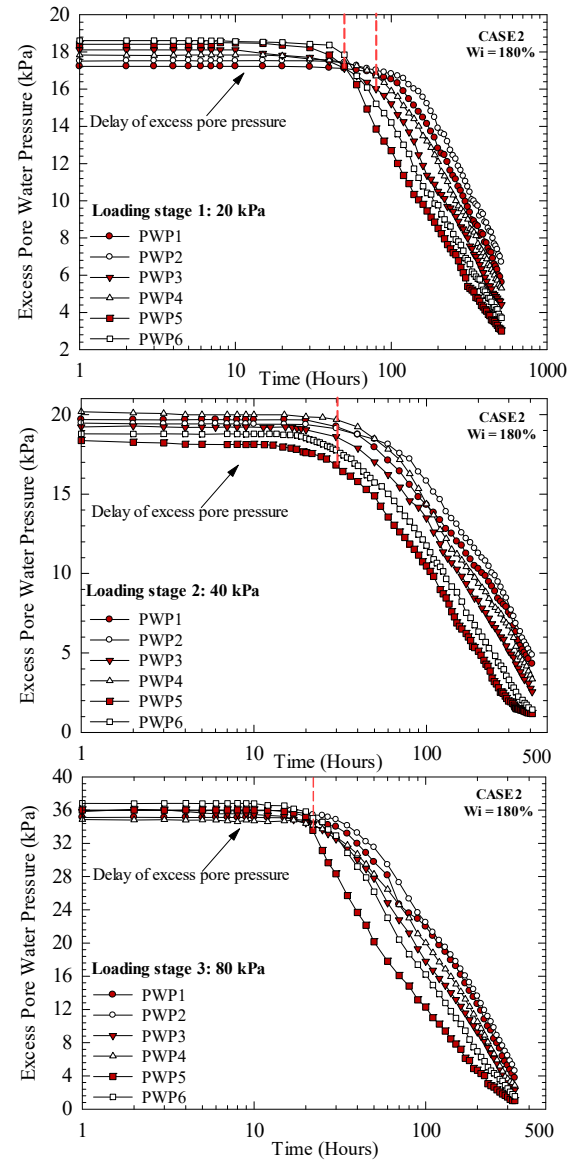 20
18
16
14
12
10
8
6
4
2
Excess Pore Water Pressure (kPa)
CASE2
Wi = 180%
Delay of excess pore pressure
Loading stage 1: 20 kPa
PWP1
PWP2
PWP3
PWP4
PWP5
PWP6
1 10 100 1000
Time (Hours)
20
15
10
5
0
Excess Pore Water Pressure (kPa)
CASE2
Wi = 180%
Delay of excess pore pressure
Loading stage 2: 40 kPa
PWP1
PWP2
PWP3
PWP4
PWP5
PWP6
1 10 100 500
Time (Hours)
40
36
32
28
24
20
16
12
8
4
0
Excess Pore Water Pressure (kPa)
CASE2
Wi = 180%
Delay of excess pore pressure
Loading stage 3: 80 kPa
PWP1
PWP2
PWP3
PWP4
PWP5
PWP6
1 10 100 500
Time (Hours)